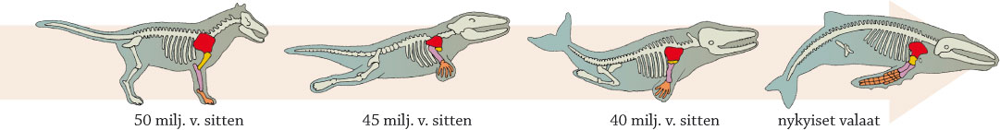 50 milj. v. sitten
45 milj. v. sitten
40 milj. v. sitten
nykyiset valaat